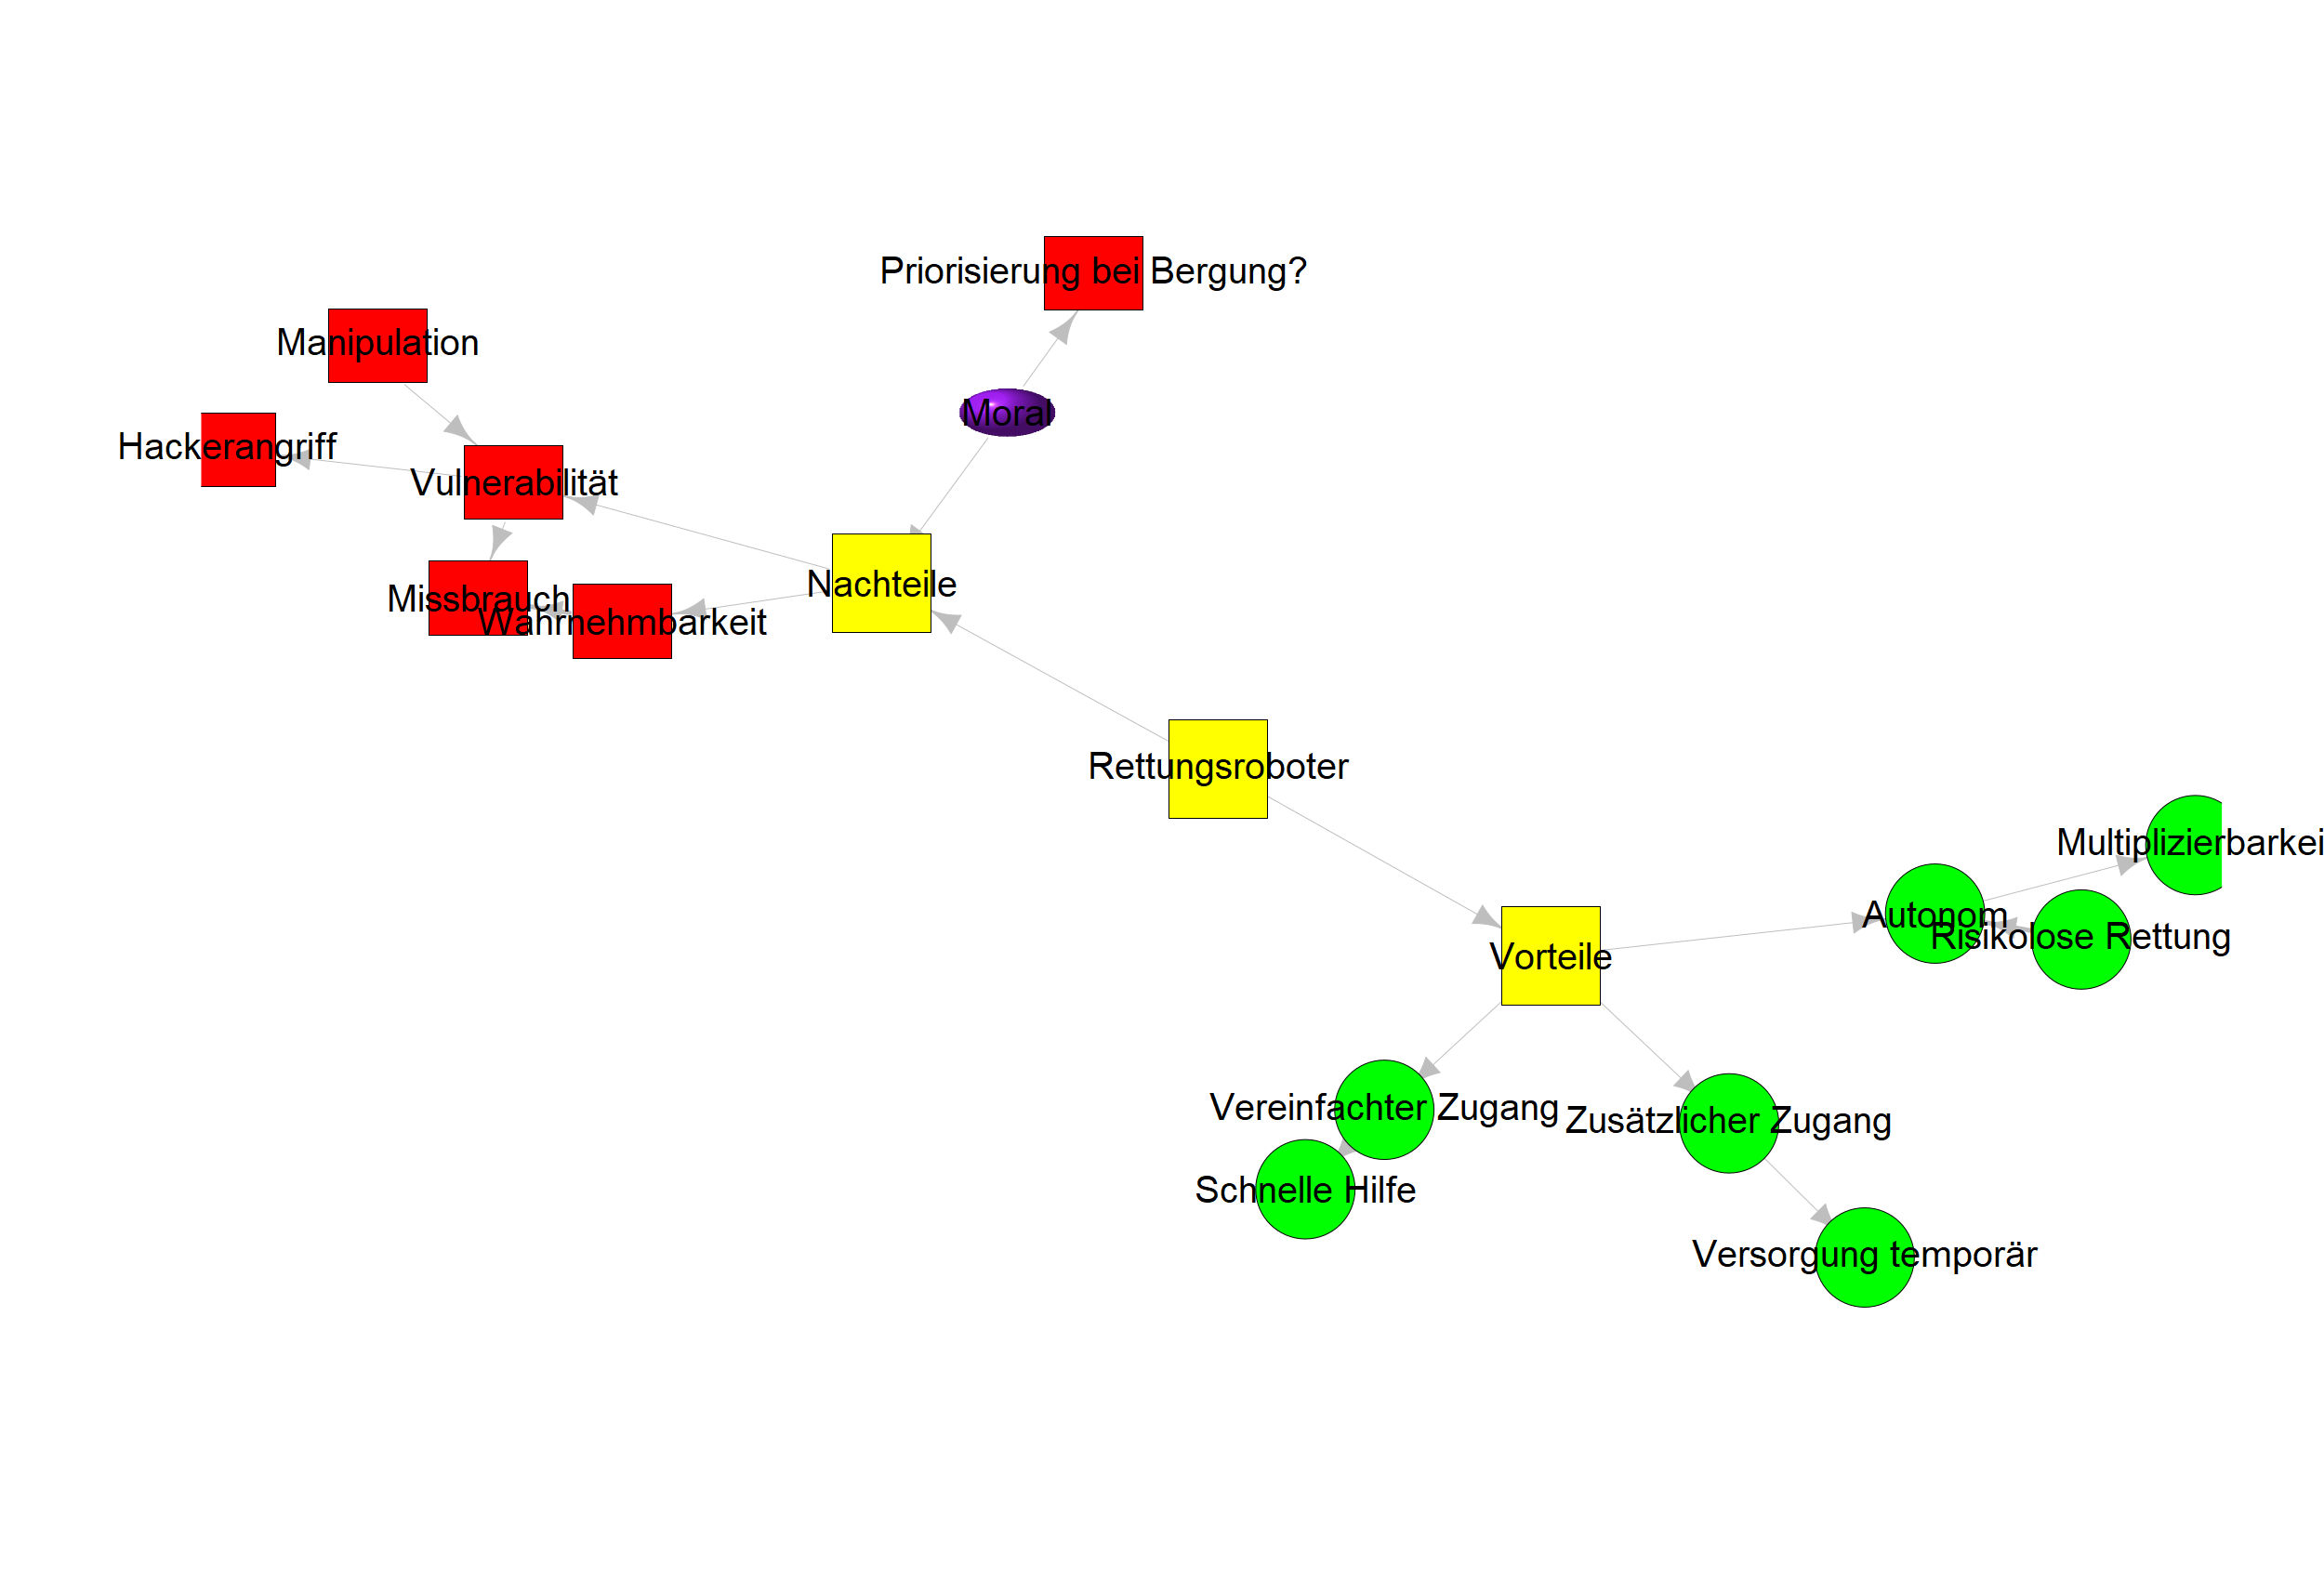 Priorisierung bei Bergung?
Manipulation
Moral
Hackerangriff
Vulnerabilität
Nachteile
Missbrauch
Wahrnehmbarkeit
Rettungsroboter
Multiplizierbarkei
Autonom
Risikolose Rettung
Vorteile
Vereinfachter Zugang
Zusätzlicher Zugang
Schnelle Hilfe
Versorgung temporär